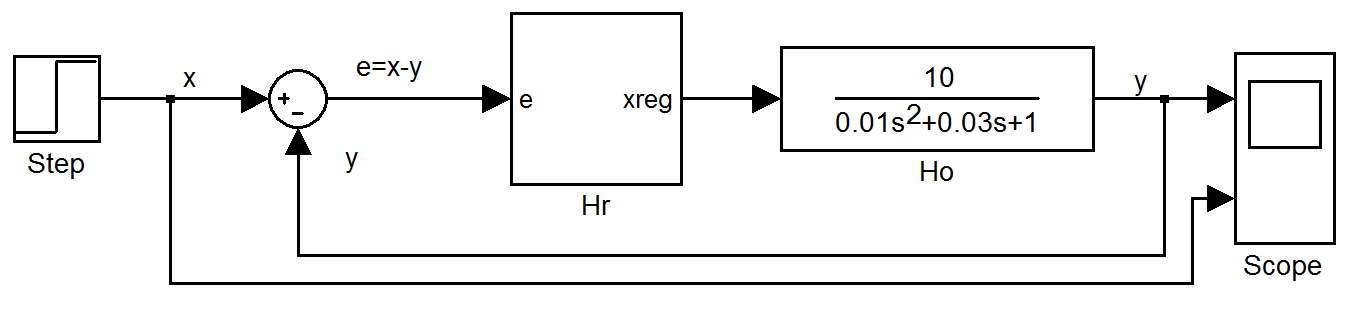 x
e=x-y
+
−
y
Step
e
xreg
Hr
10
0.01s2+0.03s+1
Ho
y
Scope